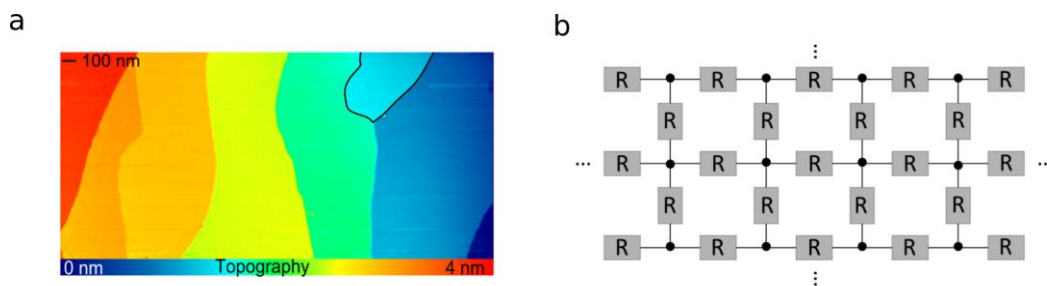 a
100 nm
0 nm Topography 4 nm
b
...
R R R R R
R R R R
... R R R R R ..
R R R R
R R R R R
...